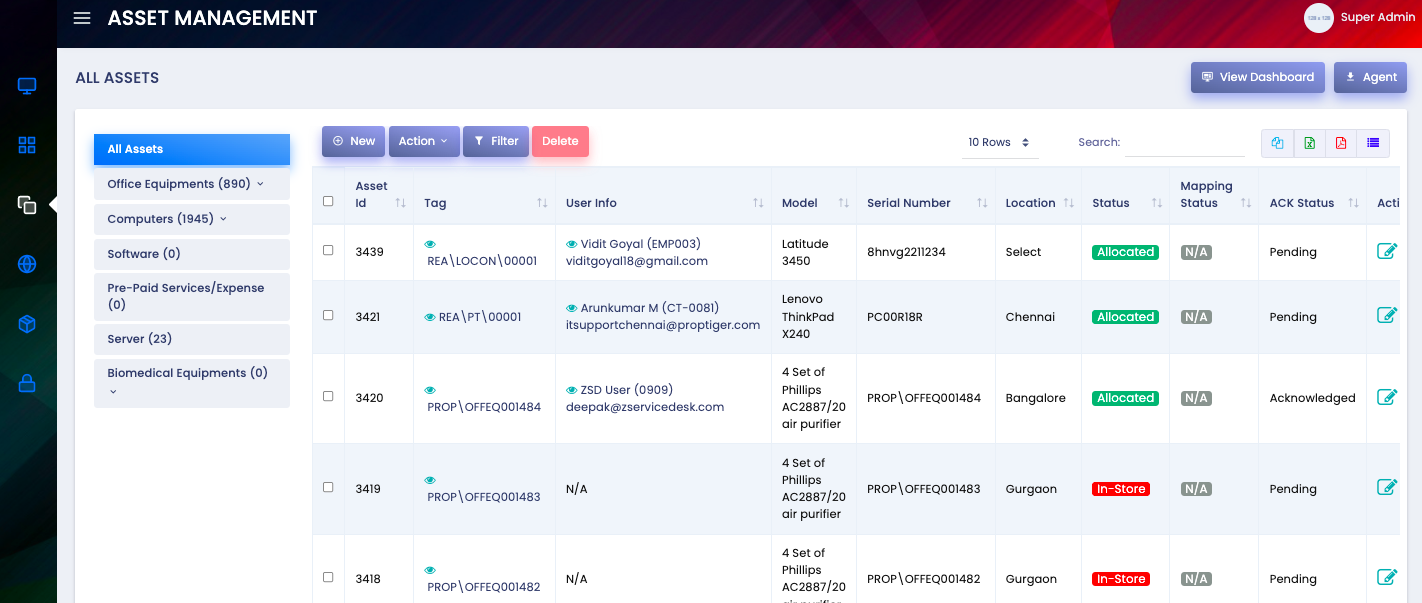 ASSET MANAGEMENT
Super Admin
ALL ASSETS
View Dashboard
Agent
All Assets
Office Equipments (890)
Computers (1945)
Software (0)
Pre-Paid Services/Expense
(0)
Server (23)
Biomedical Equipments (0)
New
Action
Filter
Delete
10 Rows
Search:
Asset
Id
Tag
User Info
Model
Serial Number
Location
Status
Mapping
Status
ACK Status
Acti
3439
REA\LOCON\00001
Vidit Goyal (EMP003)
viditgoyal18@gmail.com
Latitude
3450
8hnvg2211234
Select
Allocated
N/A
Pending
3421
REA\PT\00001
Arunkumar M (CT-0081)
itsupportchennai@proptiger.com
Lenovo
ThinkPad
X240
PC00R18R
Chennai
Allocated
N/A
Pending
3420
PROP\OFFEQ001484
ZSD User (0909)
deepak@zservicedesk.com
4 Set of
Phillips
AC2887/20
air purifier
PROP\OFFEQ001484
Bangalore
Allocated
N/A
Acknowledged
3419
PROP\OFFEQ001483
N/A
4 Set of
Phillips
AC2887/20
air purifier
PROP\OFFEQ001483
Gurgaon
In-Store
N/A
Pending
3418
PROP\OFFEQ001482
N/A
4 Set of
Phillips
AC2887/20
PROP\OFFEQ001482
Gurgaon
In-Store
N/A
Pending